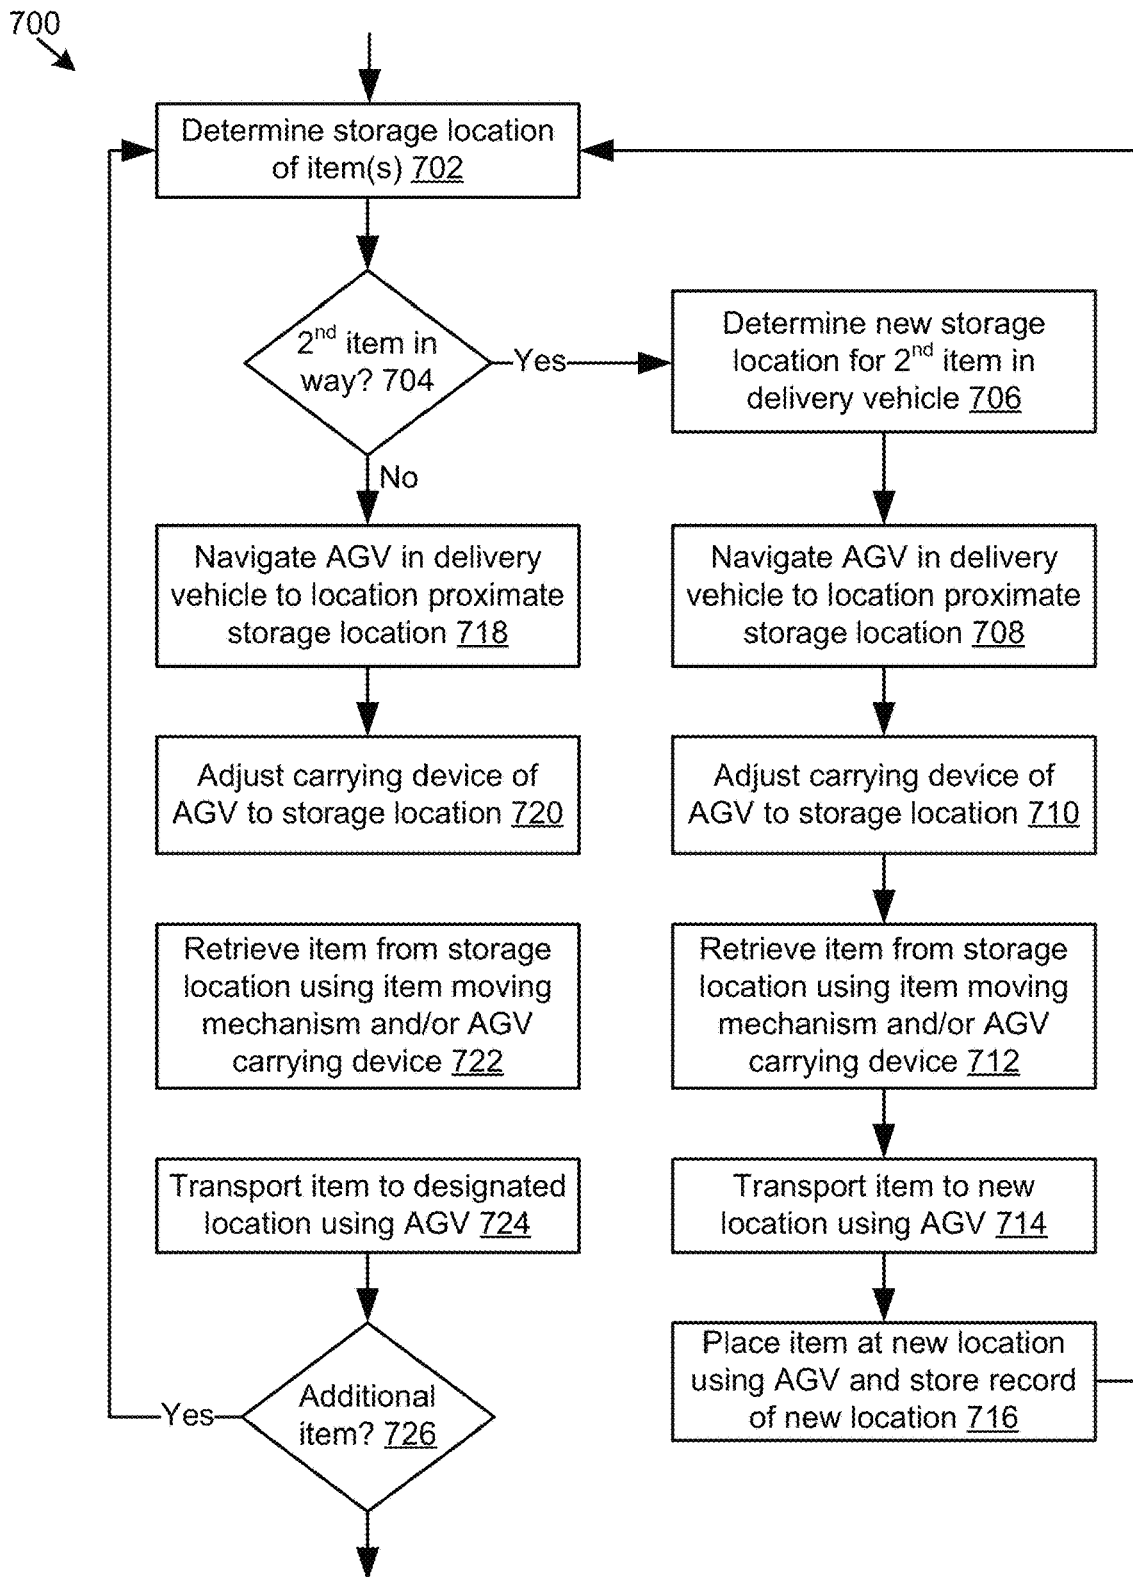 700
Determine storage location
of item(s) 702
2nd item in
way? 704
Yes
Determine new storage
location for 2nd item in
delivery vehicle 706
No
Navigate AGV in delivery
vehicle to location proximate
storage location 718
Navigate AGV in delivery
vehicle to location proximate
storage location 708
Adjust carrying device of
AGV to storage location 720
Adjust carrying device of
AGV to storage location 710
Retrieve item from storage
location using item moving
mechanism and/or AGV
carrying device 722
Retrieve item from storage
location using item moving
mechanism and/or AGV
carrying device 712
Transport item to designated
location using AGV 724
Transport item to new
location using AGV 714
Place item at new location
using AGV and store record
of new location 716
Yes
Additional
item? 726